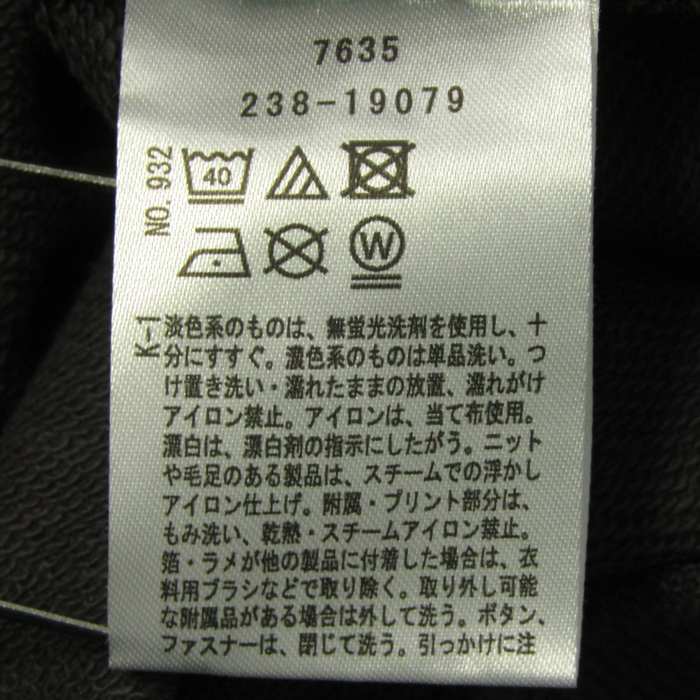 7635
238-19079
NO. 932
40
W
K-1
淡色系のものは、無蛍光洗剤を使用し、十
分にすすぐ。濃色系のものは単品洗い。つ
け置き洗い・濡れたままの放置、濡れがけ
アイロン禁止。アイロンは、当て布使用。
漂白は、漂白剤の指示にしたがう。ニット
や毛足のある製品は、スチームでの浮かし
アイロン仕上げ。附属・プリント部分は、
もみ洗い、乾熱・スチームアイロン禁止。
箔・ラメが他の製品に付着した場合は、衣
料用ブラシなどで取り除く。取り外し可能
な附属品がある場合は外して洗う。ボタン、
ファスナーは、閉じて洗う。引っかけに注